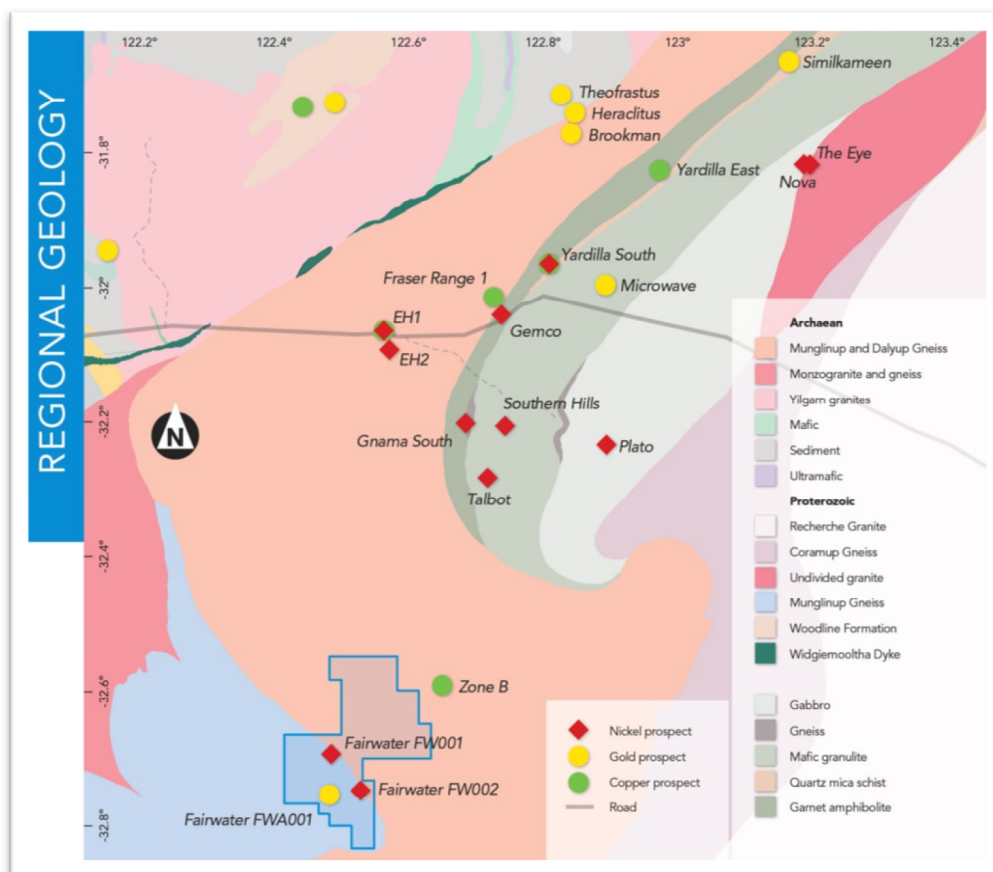 REGIONAL GEOLOGY
122.2°
122.4°
122.6°
122.8°
123°
123.2°
123.4°
-31.8°
-32°
-32.2°
-32.4°
-32.6°
-32.8°
Similkameen
Theofrastus
Heraclitus
Brookman
The Eye
Nova
Yardilla East
Yardilla South
Fraser Range 1
Microwave
EH1
Gemco
EH2
Southern Hills
Gnama South
Plato
Talbot
N
Zone B
Fairwater FW001
Fairwater FW002
Fairwater FWA001
Nickel prospect
Gold prospect
Copper prospect
Road
Archaean
Munglinup and Dalyup Gneiss
Monzogranite and gneiss
Yilgarn granites
Mafic
Sediment
Ultramafic
Proterozoic
Recherche Granite
Coramup Gneiss
Undivided granite
Munglinup Gneiss
Woodline Formation
Widgiemooltha Dyke
Gabbro
Gneiss
Mafic granulite
Quartz mica schist
Garnet amphibolite